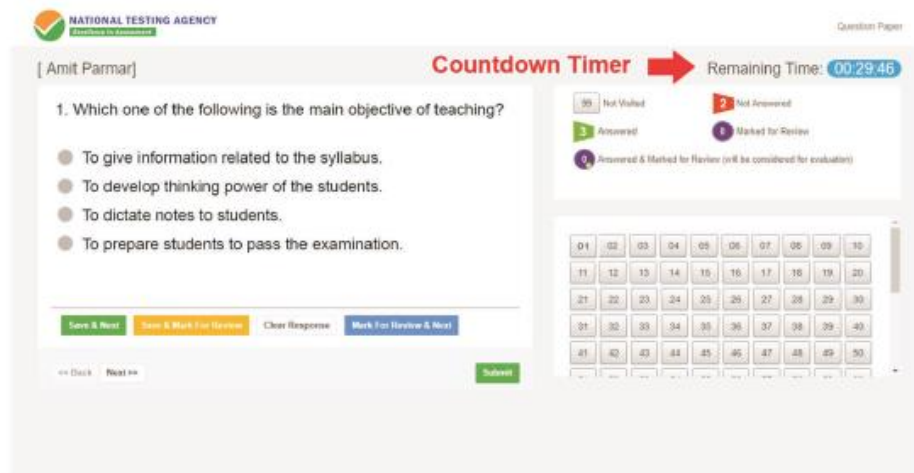 NATIONAL TESTING AGENCY
Excellence in Assessment
Question Paper
[ Amit Parmar]
Countdown Timer
Remaining Time: 00:29:46
1. Which one of the following is the main objective of teaching?
To give information related to the syllabus.
To develop thinking power of the students.
To dictate notes to students.
To prepare students to pass the examination.
Save & Next
Save & Mark For Review
Clear Response
Mark For Review & Next
<< Back
Next >>
Submit
99 Not Visited
2 Not Answered
3 Answered
0 Marked for Review
0 Answered & Marked for Review (will be considered for evaluation)
01 02 03 04 05 06 07 08 09 10
11 12 13 14 15 16 17 18 19 20
21 22 23 24 25 26 27 28 29 30
31 32 33 34 35 36 37 38 39 40
41 42 43 44 45 46 47 48 49 50